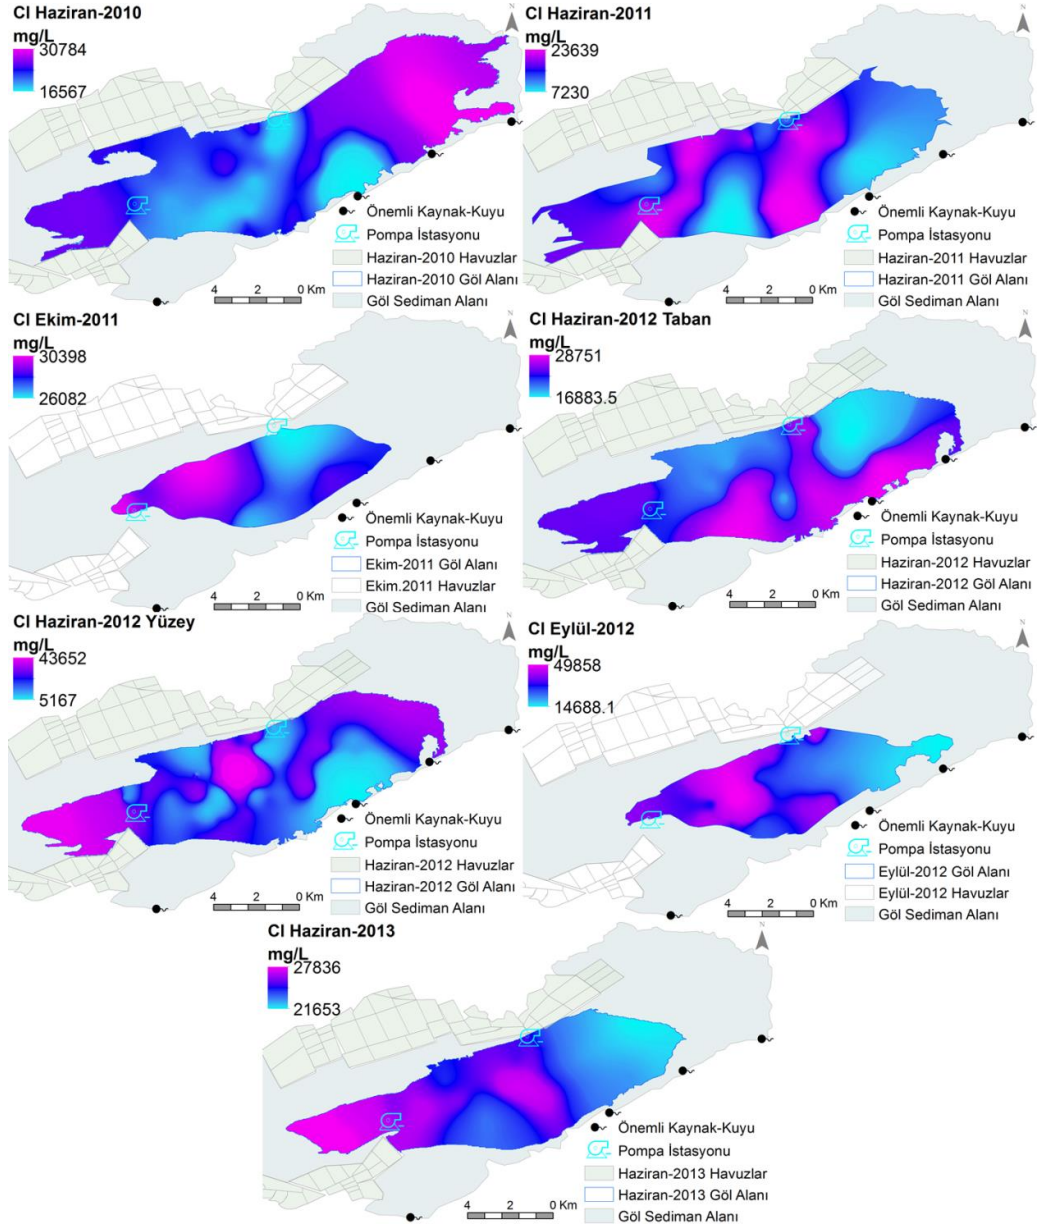 Cl Haziran-2010
mg/L
30784
16567
N
Önemli Kaynak-Kuyu
Pompa İstasyonu
Haziran-2010 Havuzlar
Haziran-2010 Göl Alanı
Göl Sediman Alanı
4 2 0 Km
Cl Haziran-2011
mg/L
23639
7230
N
Önemli Kaynak-Kuyu
Pompa İstasyonu
Haziran-2011 Havuzlar
Haziran-2011 Göl Alanı
Göl Sediman Alanı
4 2 0 Km
Cl Ekim-2011
mg/L
30398
26082
N
Önemli Kaynak-Kuyu
Pompa İstasyonu
Ekim-2011 Göl Alanı
Ekim.2011 Havuzlar
Göl Sediman Alanı
4 2 0 Km
Cl Haziran-2012 Taban
mg/L
28751
16883.5
N
Önemli Kaynak-Kuyu
Pompa İstasyonu
Haziran-2012 Havuzlar
Haziran-2012 Göl Alanı
Göl Sediman Alanı
4 2 0 Km
Cl Haziran-2012 Yüzey
mg/L
43652
5167
N
Önemli Kaynak-Kuyu
Pompa İstasyonu
Haziran-2012 Havuzlar
Haziran-2012 Göl Alanı
Göl Sediman Alanı
4 2 0 Km
Cl Eylül-2012
mg/L
49858
14688.1
N
Önemli Kaynak-Kuyu
Pompa İstasyonu
Eylül-2012 Göl Alanı
Eylül-2012 Havuzlar
Göl Sediman Alanı
4 2 0 Km
Cl Haziran-2013
mg/L
27836
21653
N
Önemli Kaynak-Kuyu
Pompa İstasyonu
Haziran-2013 Havuzlar
Haziran-2013 Göl Alanı
Göl Sediman Alanı
4 2 0 Km